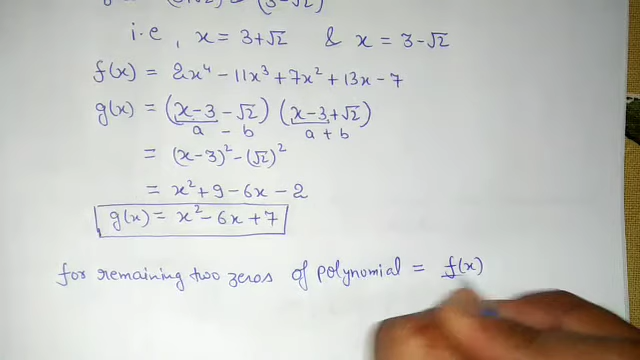 i.e , x = 3+√2 & x = 3-√2
f(x) = 2x⁴ - 11x³ + 7x² + 13x - 7
g(x) = (x-3-√2) (x-3+√2)
a - b a + b
= (x-3)² - (√2)²
= x² + 9 - 6x - 2
g(x) = x² - 6x + 7
for remaining two zeros of polynomial = f(x)